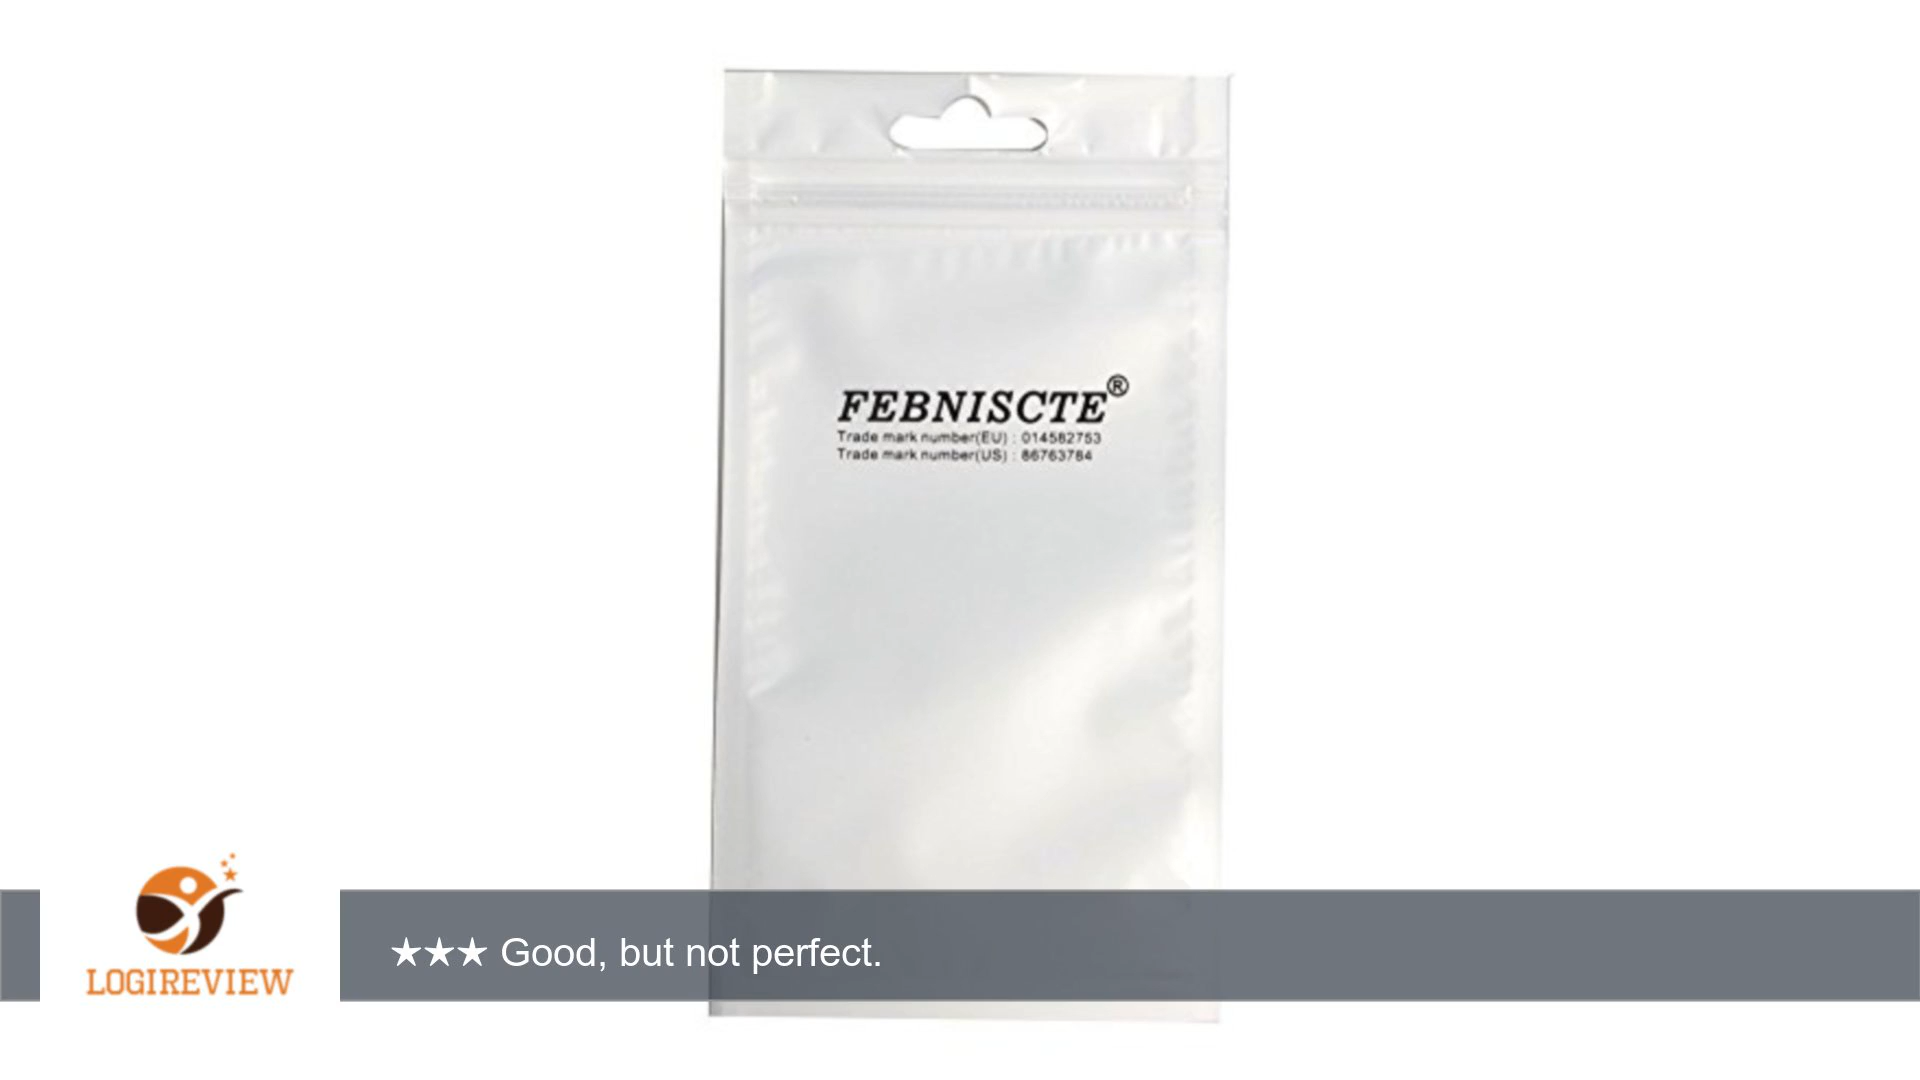 FEBNISCTE®
Trade mark number(EU) : 014582753
Trade mark number(US) : 86763784
★★★ Good, but not perfect.
LOGIREVIEW